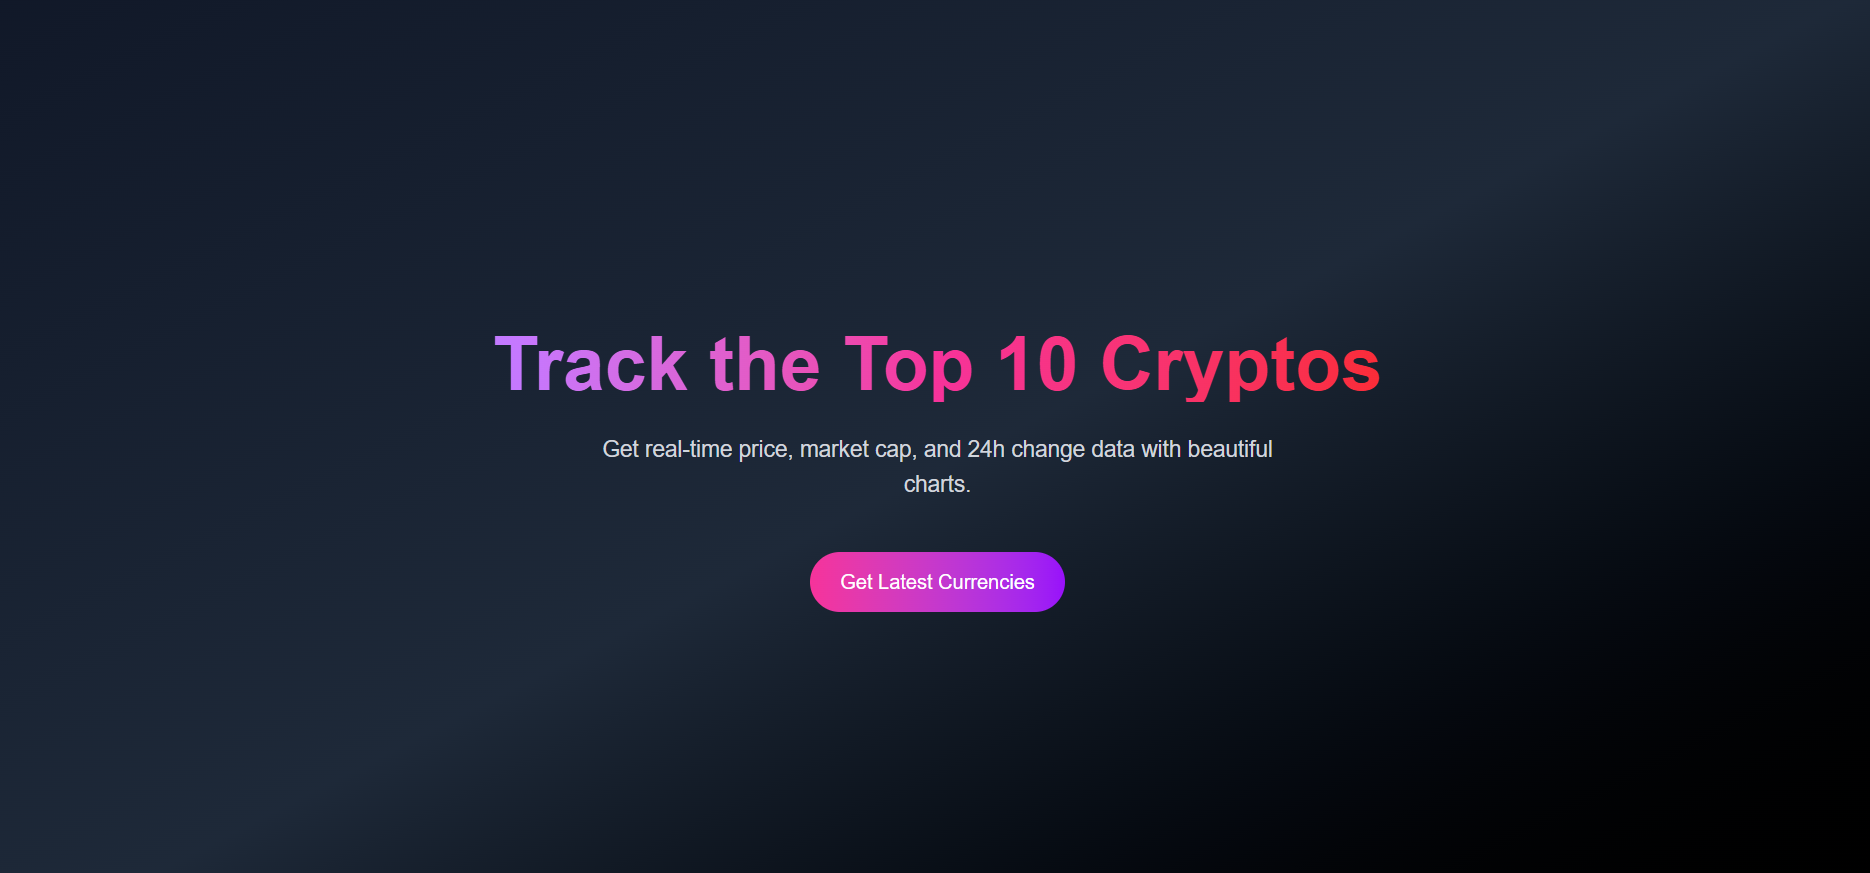 Track the Top 10 Cryptos
Get real-time price, market cap, and 24h change data with beautiful
charts.
Get Latest Currencies